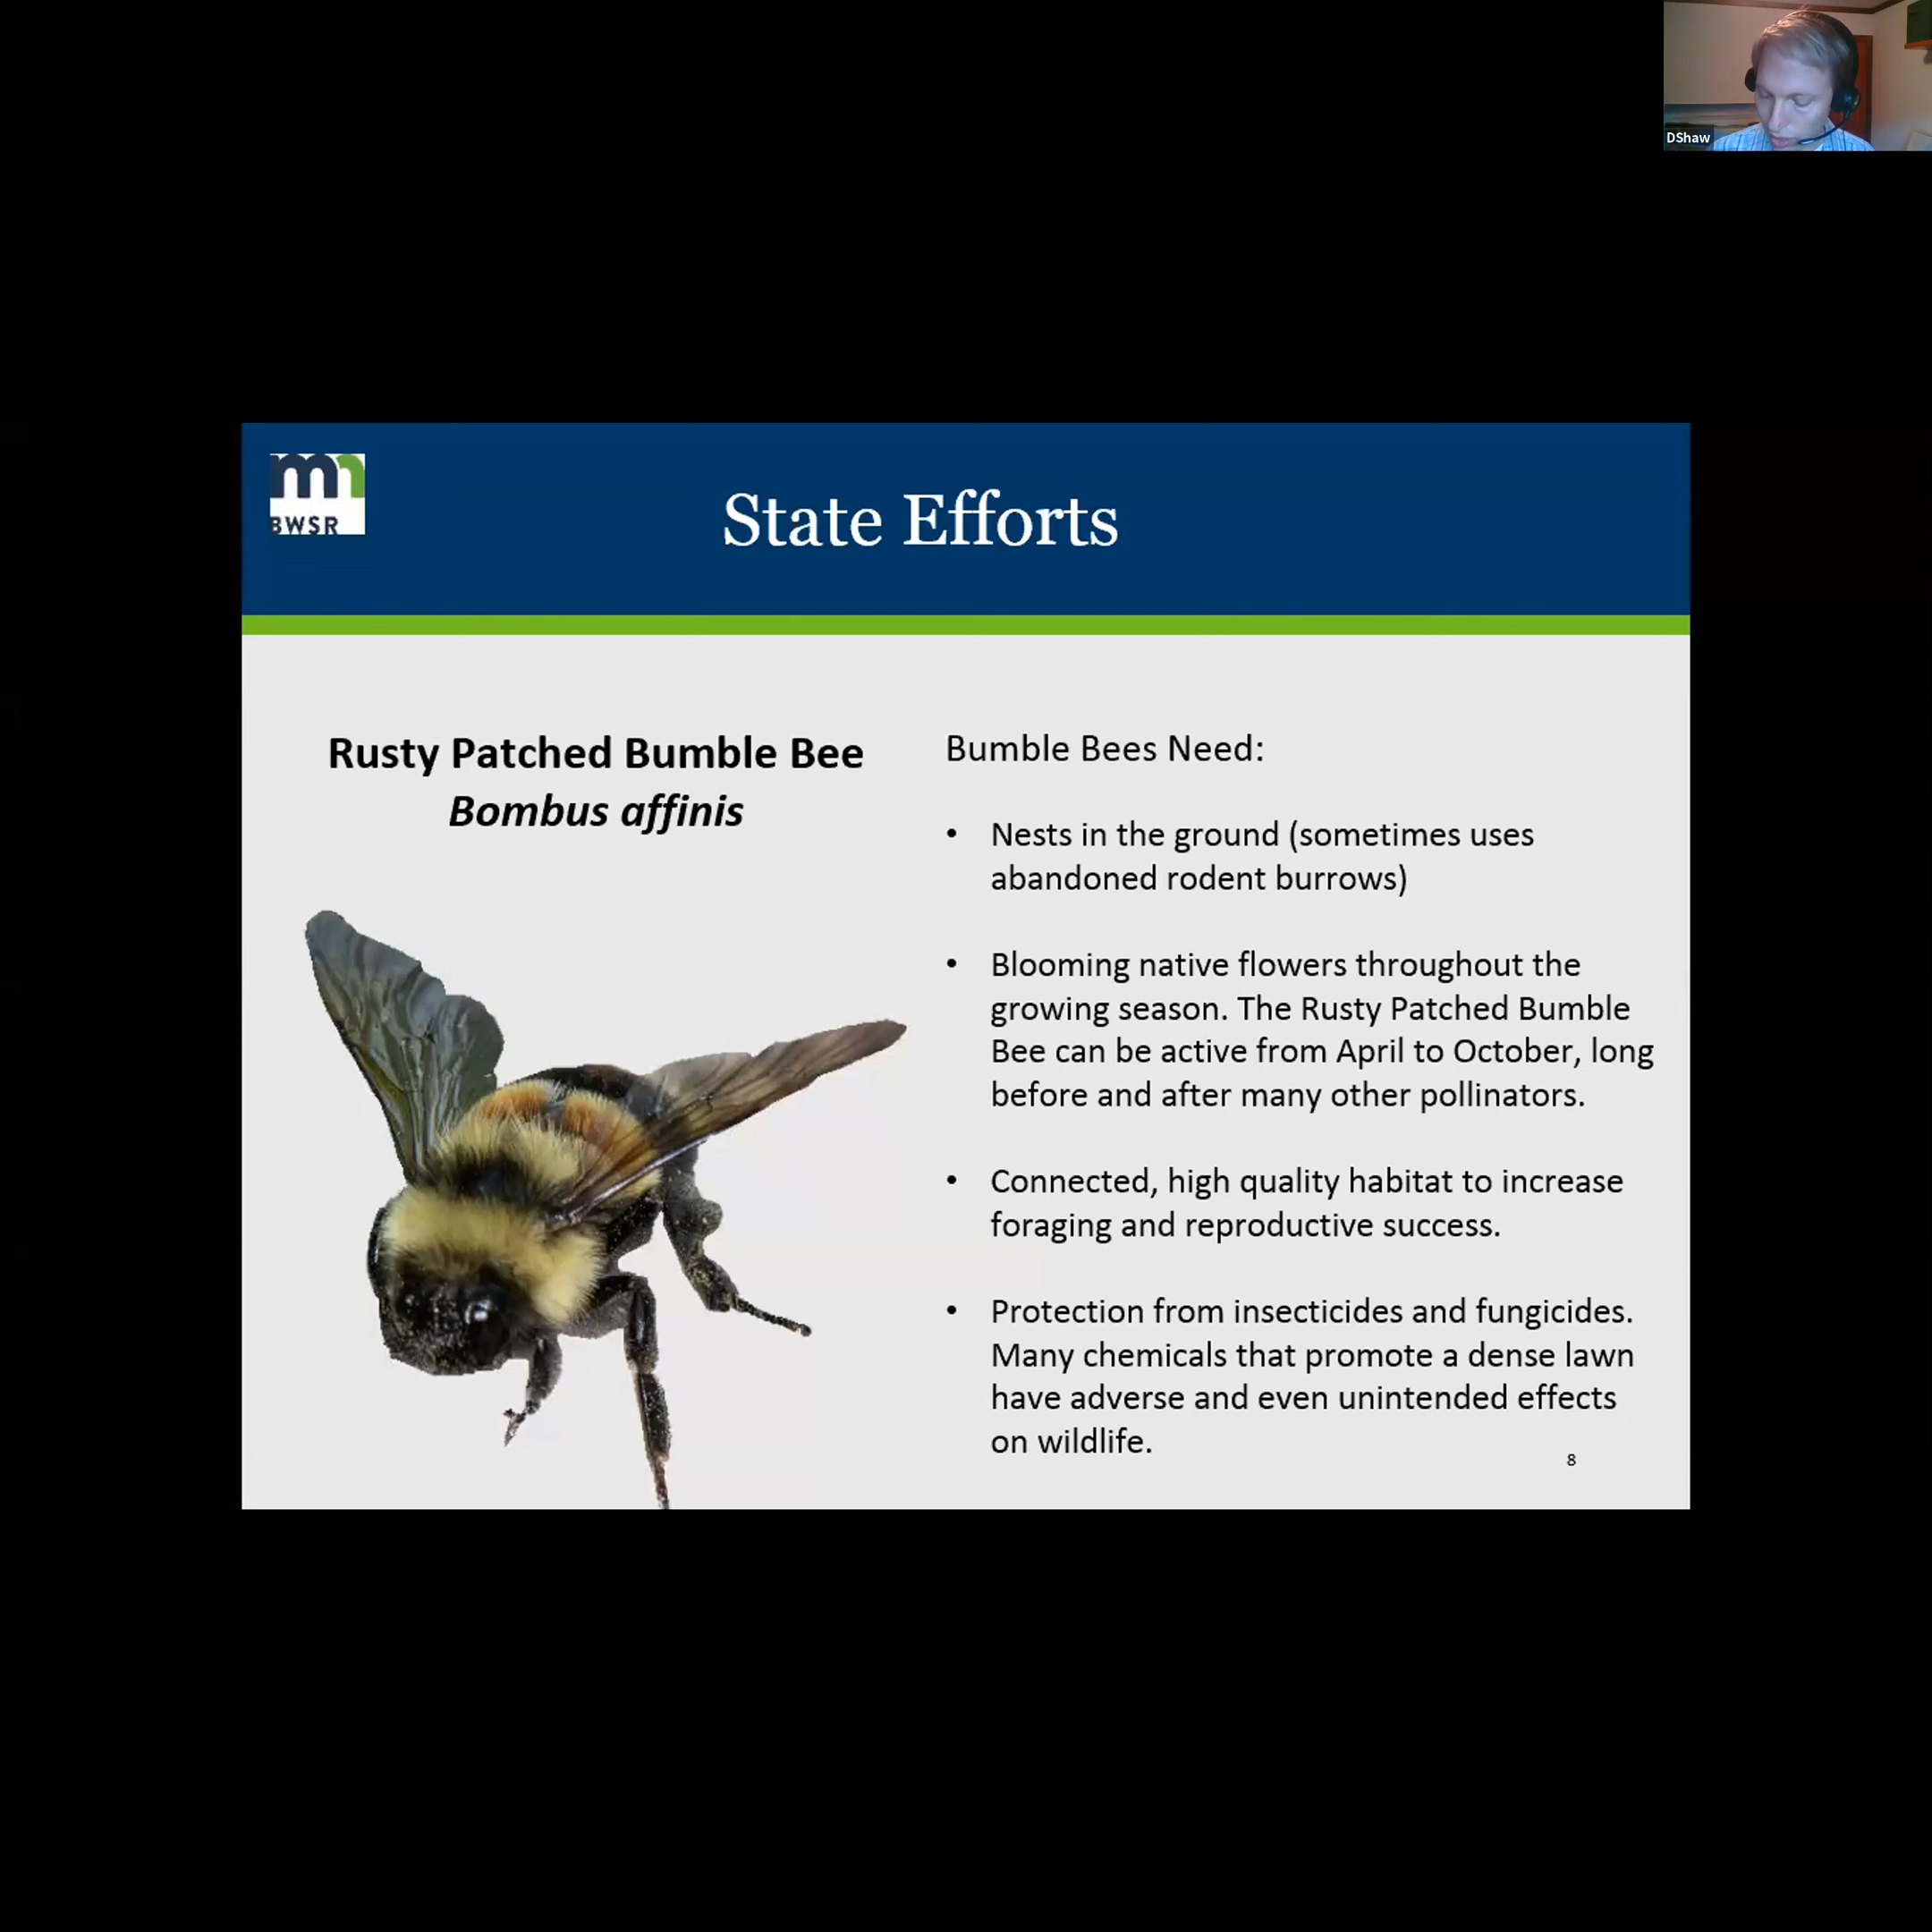 DShaw
BWSR
State Efforts
Rusty Patched Bumble Bee
Bombus affinis
Bumble Bees Need:
• Nests in the ground (sometimes uses
abandoned rodent burrows)
• Blooming native flowers throughout the
growing season. The Rusty Patched Bumble
Bee can be active from April to October, long
before and after many other pollinators.
• Connected, high quality habitat to increase
foraging and reproductive success.
• Protection from insecticides and fungicides.
Many chemicals that promote a dense lawn
have adverse and even unintended effects
on wildlife.
8